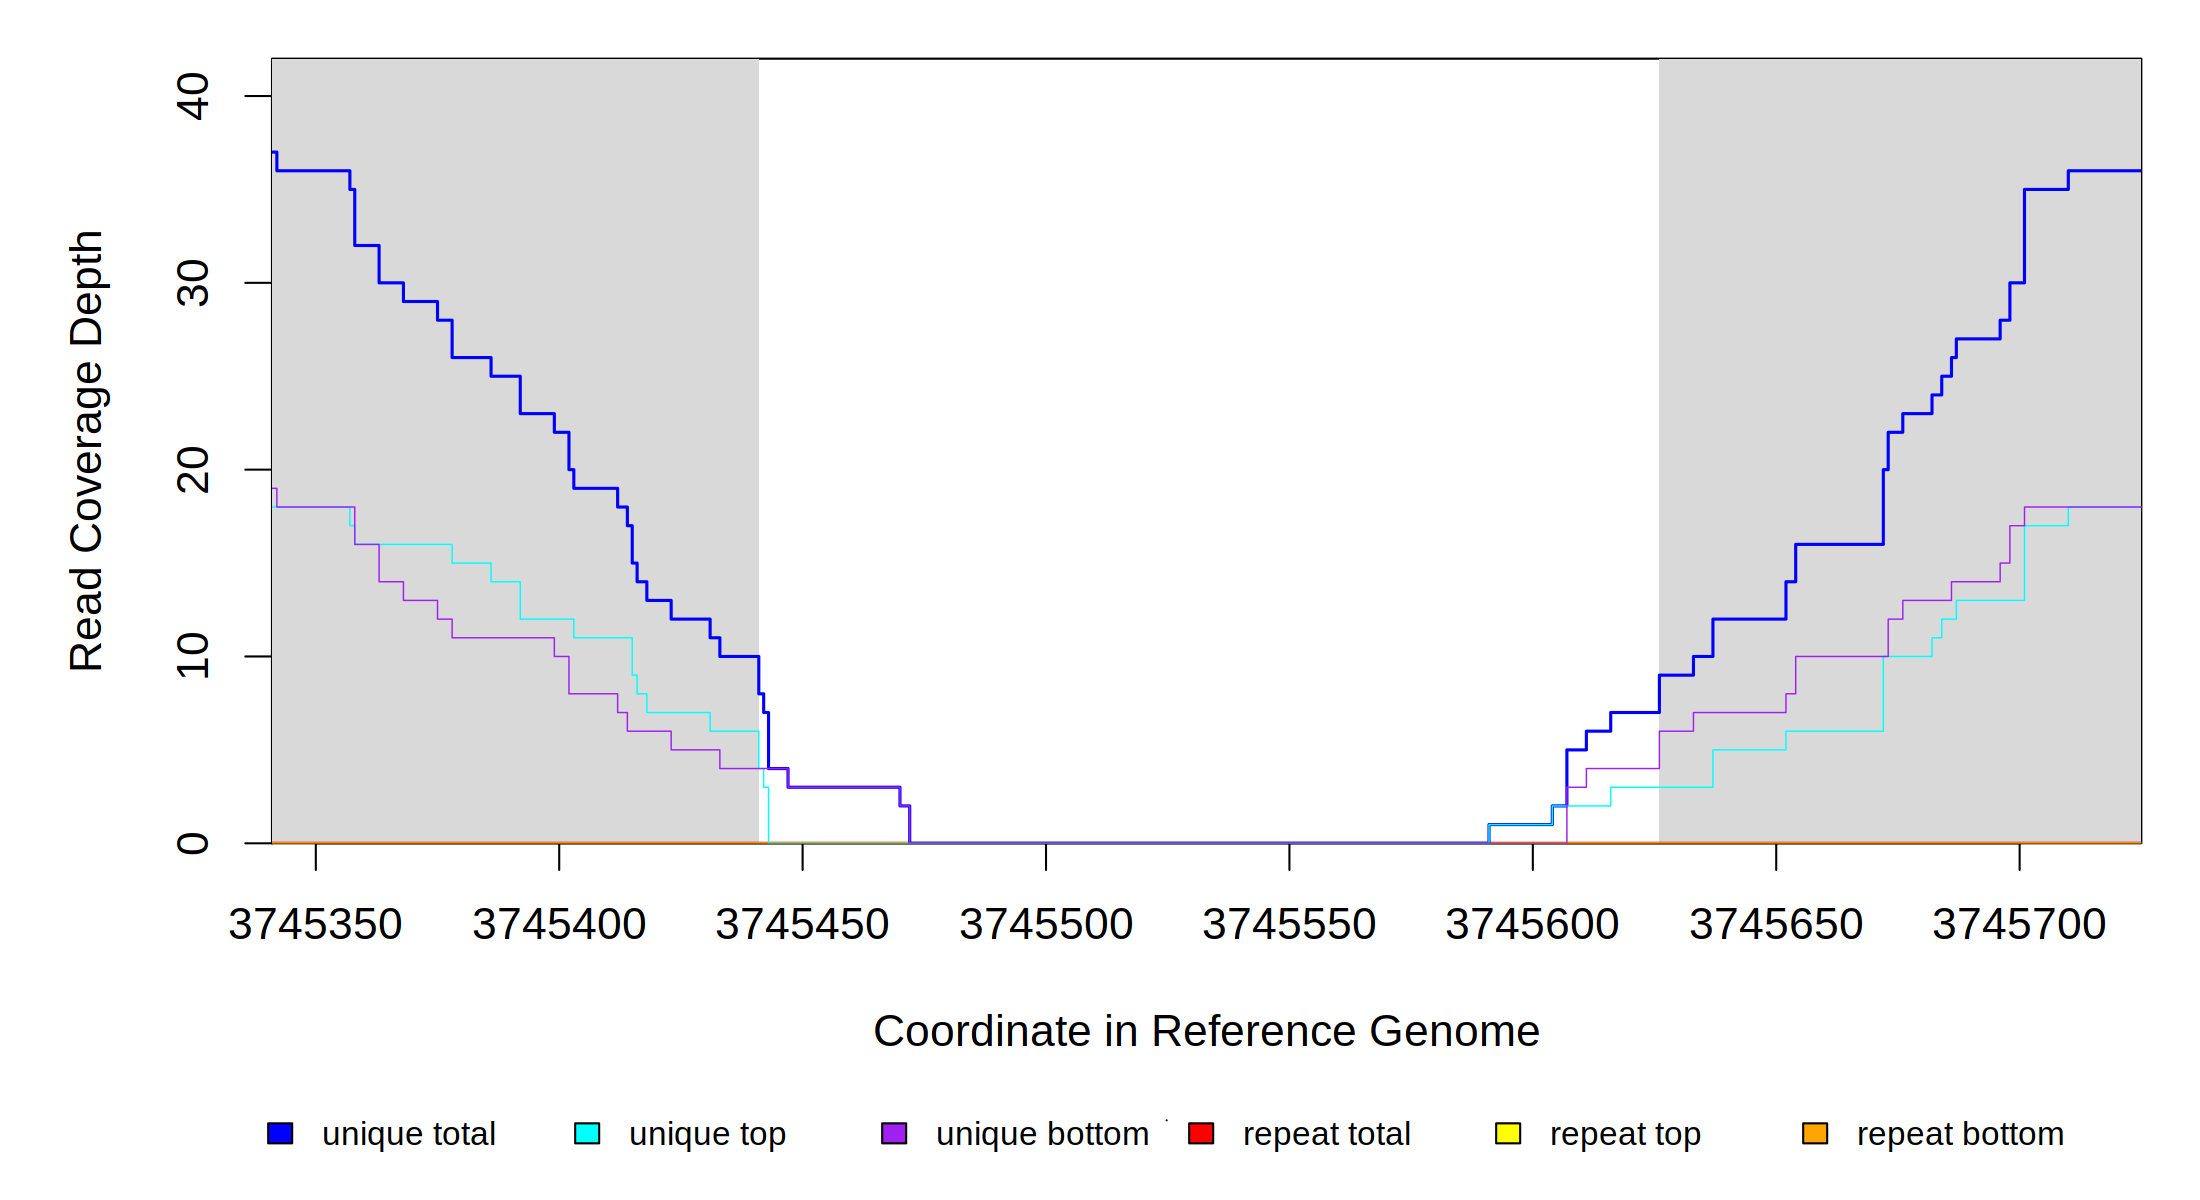 40
30
20
10
0
Read Coverage Depth
3745350 3745400 3745450 3745500 3745550 3745600 3745650 3745700
Coordinate in Reference Genome
unique total unique top unique bottom repeat total repeat top repeat bottom